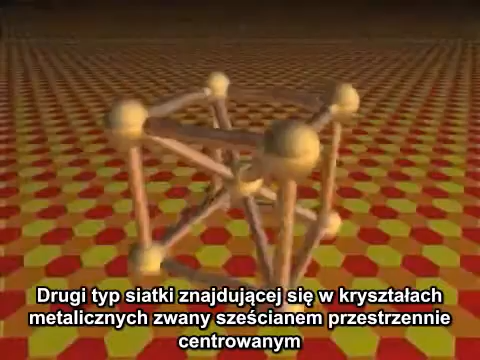 Drugi typ siatki znajdującej się w kryształach
metalicznych zwany sześcianem przestrzennie
centrowanym